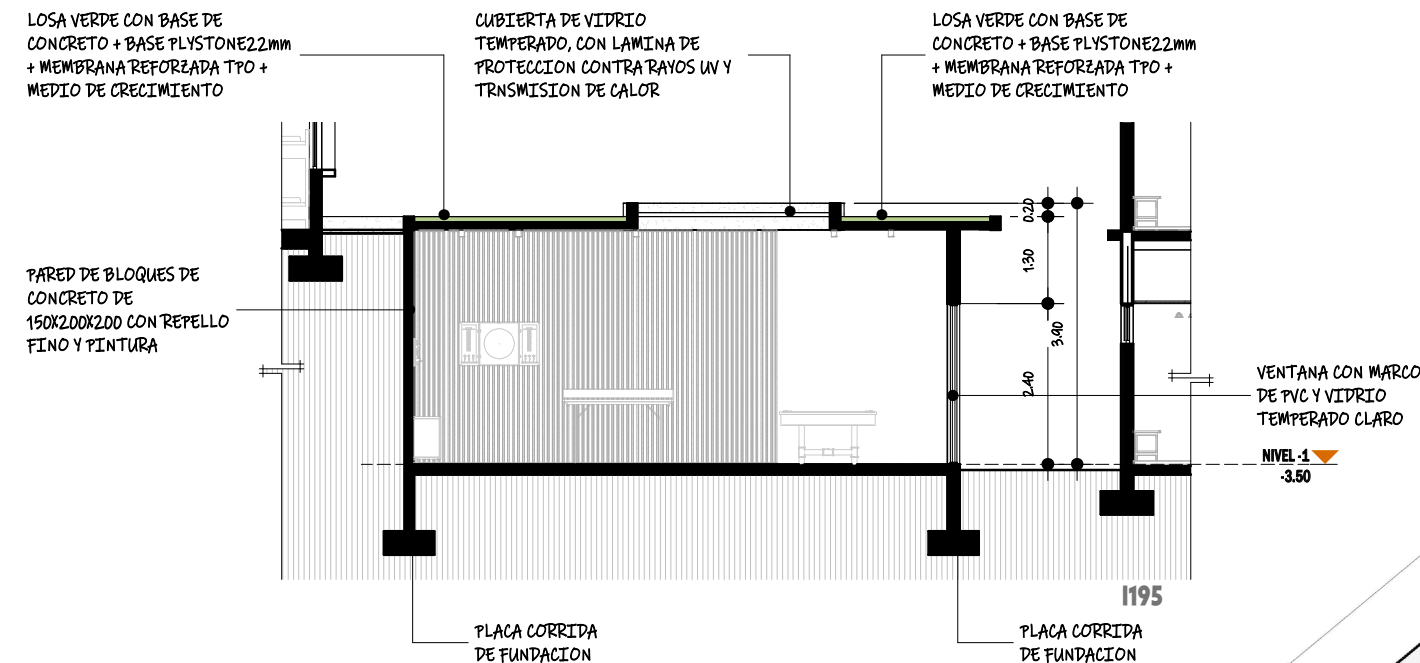 LOSA VERDE CON BASE DE
CONCRETO + BASE PLYSTONE22mm
+ MEMBRANA REFORZADA TPO +
MEDIO DE CRECIMIENTO
CUBIERTA DE VIDRIO
TEMPERADO, CON LAMINA DE
PROTECCION CONTRA RAYOS UV Y
TRNSMISION DE CALOR
LOSA VERDE CON BASE DE
CONCRETO + BASE PLYSTONE22mm
+ MEMBRANA REFORZADA TPO +
MEDIO DE CRECIMIENTO
0.20
1.30
3.90
2.40
PARED DE BLOQUES DE
CONCRETO DE
150X200X200 CON REPELLO
FINO Y PINTURA
VENTANA CON MARCO
DE PVC Y VIDRIO
TEMPERADO CLARO
NIVEL -1
-3.50
1195
PLACA CORRIDA
DE FUNDACION
PLACA CORRIDA
DE FUNDACION